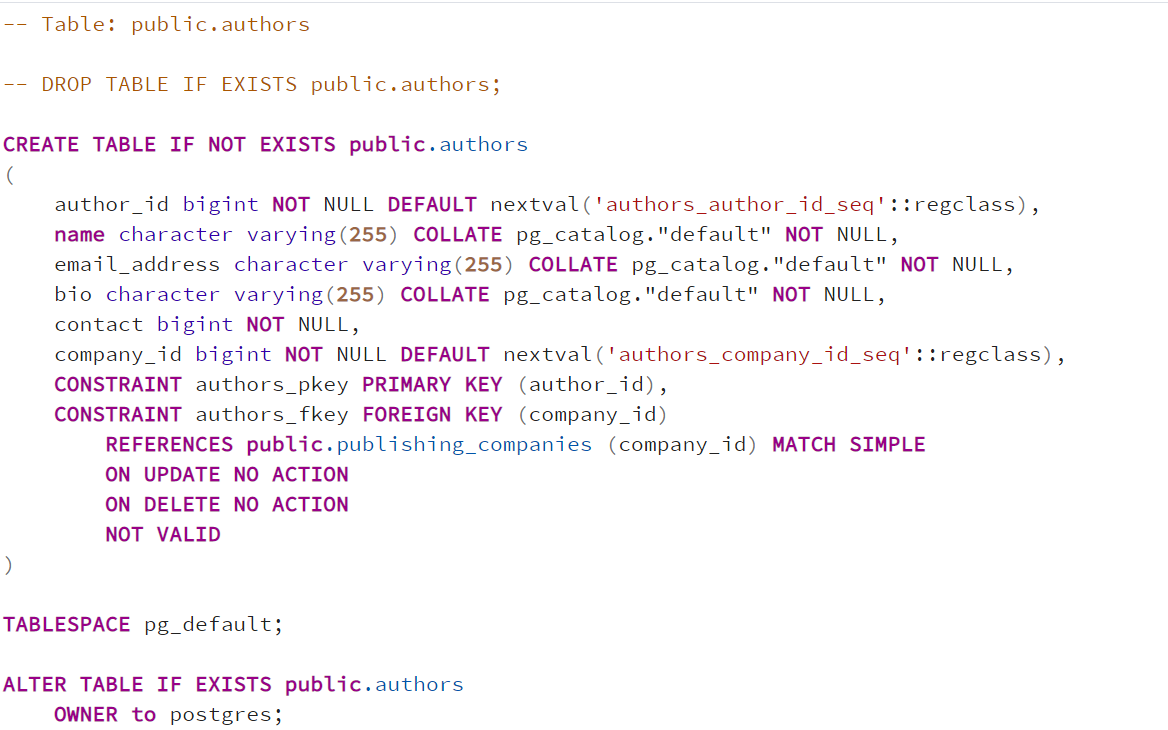 -- Table: public.authors
-- DROP TABLE IF EXISTS public.authors;
CREATE TABLE IF NOT EXISTS public.authors
(
    author_id bigint NOT NULL DEFAULT nextval('authors_author_id_seq'::regclass),
    name character varying(255) COLLATE pg_catalog."default" NOT NULL,
    email_address character varying(255) COLLATE pg_catalog."default" NOT NULL,
    bio character varying(255) COLLATE pg_catalog."default" NOT NULL,
    contact bigint NOT NULL,
    company_id bigint NOT NULL DEFAULT nextval('authors_company_id_seq'::regclass),
    CONSTRAINT authors_pkey PRIMARY KEY (author_id),
    CONSTRAINT authors_fkey FOREIGN KEY (company_id)
        REFERENCES public.publishing_companies (company_id) MATCH SIMPLE
        ON UPDATE NO ACTION
        ON DELETE NO ACTION
        NOT VALID
)
TABLESPACE pg_default;
ALTER TABLE IF EXISTS public.authors
    OWNER to postgres;